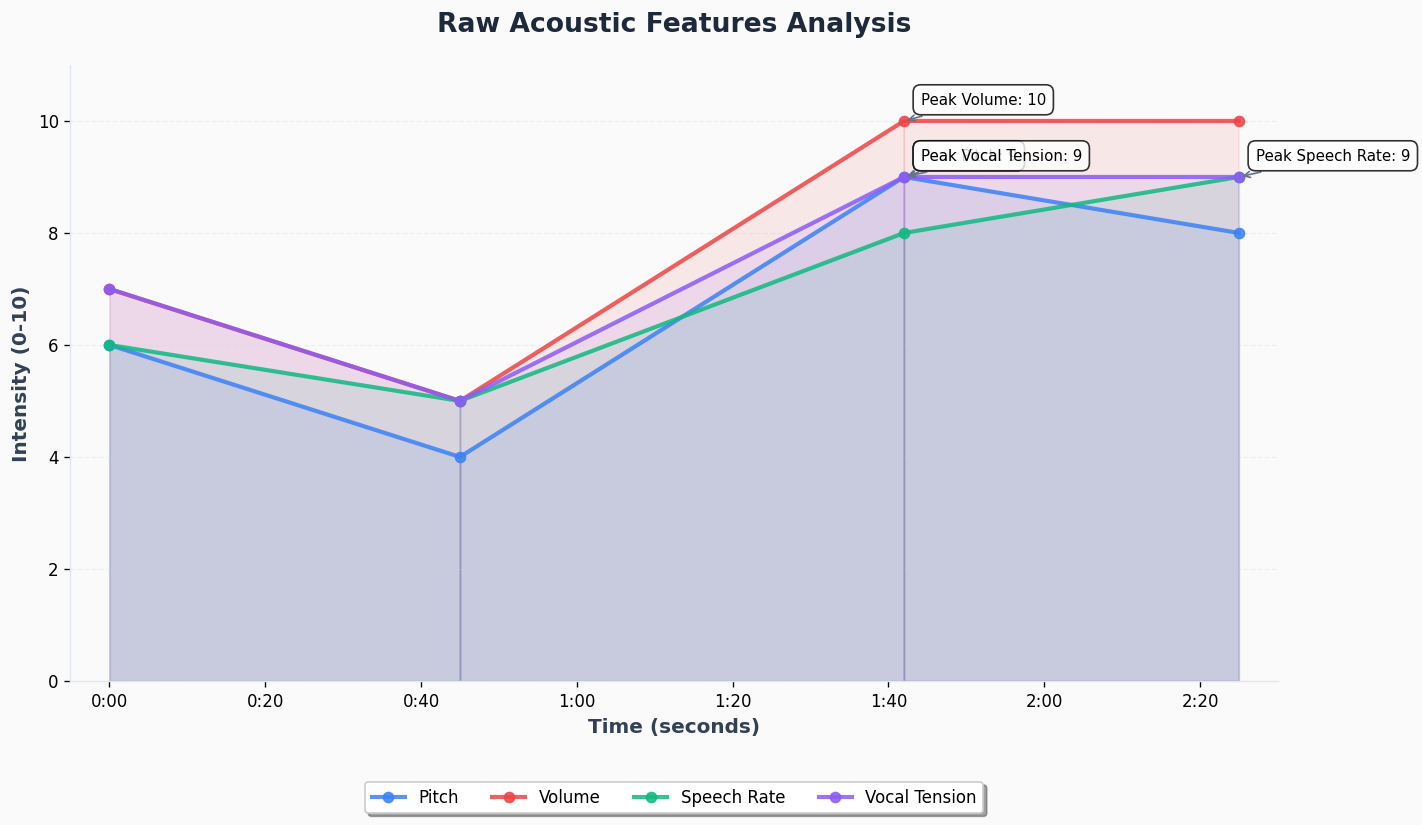 Raw Acoustic Features Analysis
Peak Volume: 10
Peak Vocal Tension: 9
Peak Speech Rate: 9
Intensity (0-10)
10
8
6
4
2
0
0:00 0:20 0:40 1:00 1:20 1:40 2:00 2:20
Time (seconds)
Pitch Volume Speech Rate Vocal Tension